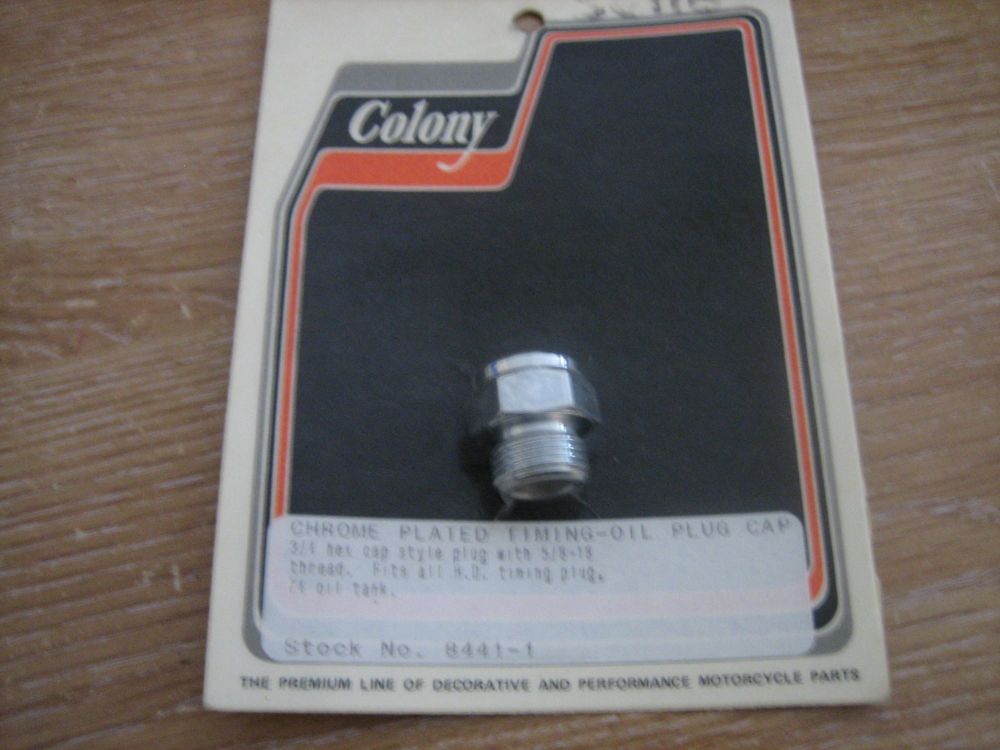 Colony
CHROME PLATED TIMING-OIL PLUG CAP
3/4 hex cap style plug with 5/8-18
thread. Fits all H.D. timing plug.
oil tank.
Stock No. 8441-1
THE PREMIUM LINE OF DECORATIVE AND PERFORMANCE MOTORCYCLE PARTS